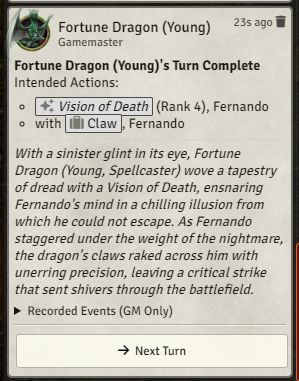 Fortune Dragon (Young)
23s ago
Gamemaster
Fortune Dragon (Young)'s Turn Complete
Intended Actions:
Vision of Death (Rank 4), Fernando
with Claw, Fernando
With a sinister glint in its eye, Fortune
Dragon (Young, Spellcaster) wove a tapestry
of dread with a Vision of Death, ensnaring
Fernando's mind in a chilling illusion from
which he could not escape. As Fernando
staggered under the weight of the nightmare,
the dragon's claws raked across him with
unerring precision, leaving a critical strike
that sent shivers through the battlefield.
Recorded Events (GM Only)
Next Turn